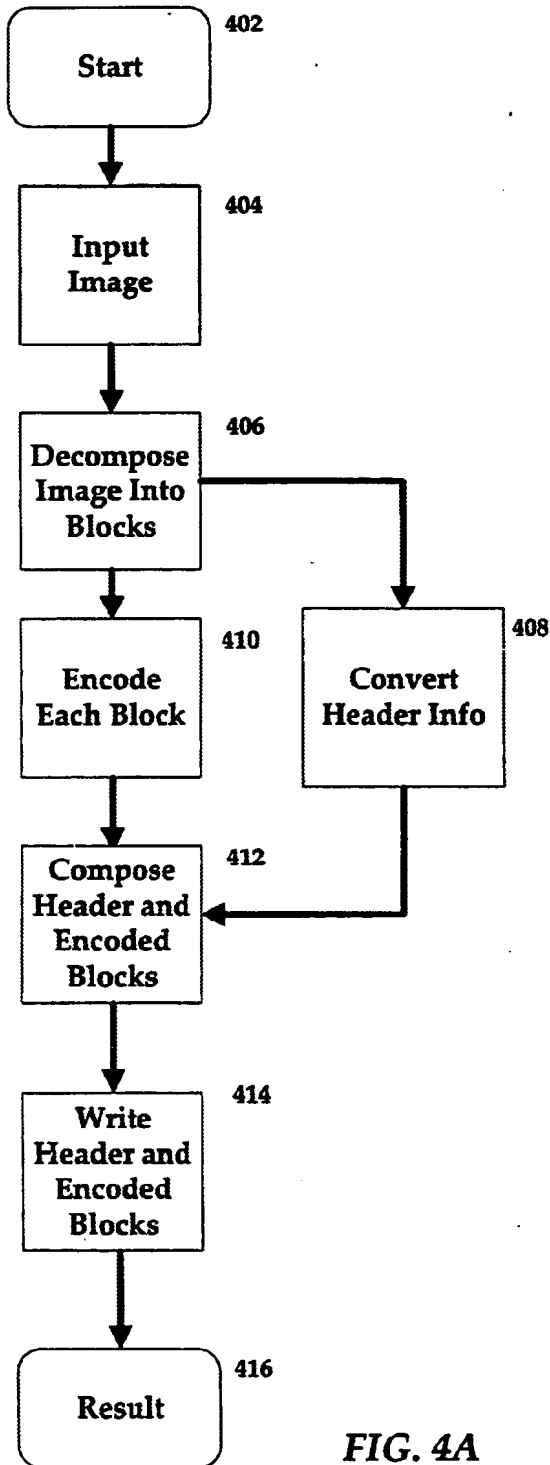 402
Start
404
Input
Image
406
Decompose
Image Into
Blocks
408
Convert
Header Info
410
Encode
Each Block
412
Compose
Header and
Encoded
Blocks
414
Write
Header and
Encoded
Blocks
416
Result
FIG. 4A